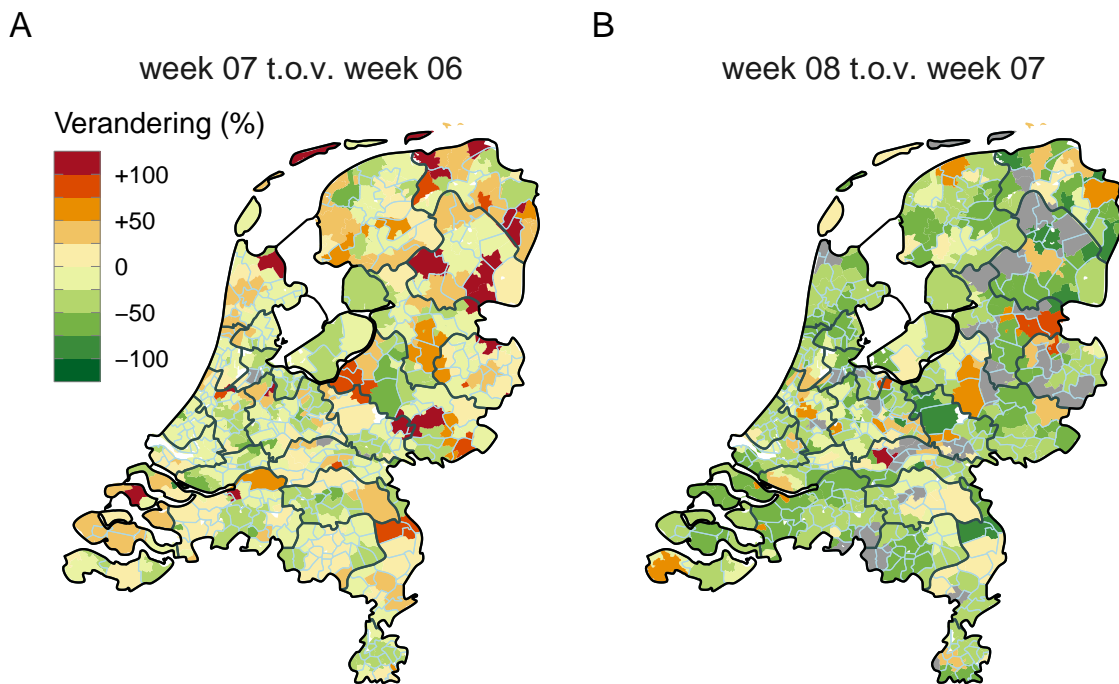 A
B
week 07 t.o.v. week 06
week 08 t.o.v. week 07
Verandering (%)
+100
+50
0
−50
−100